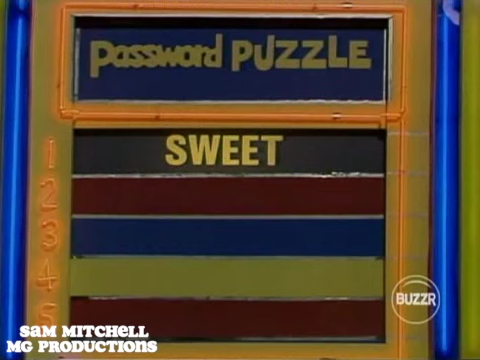 password PUZZLE
1 SWEET
2
3
4
5
BUZZR
SAM MITCHELL
MG PRODUCTIONS